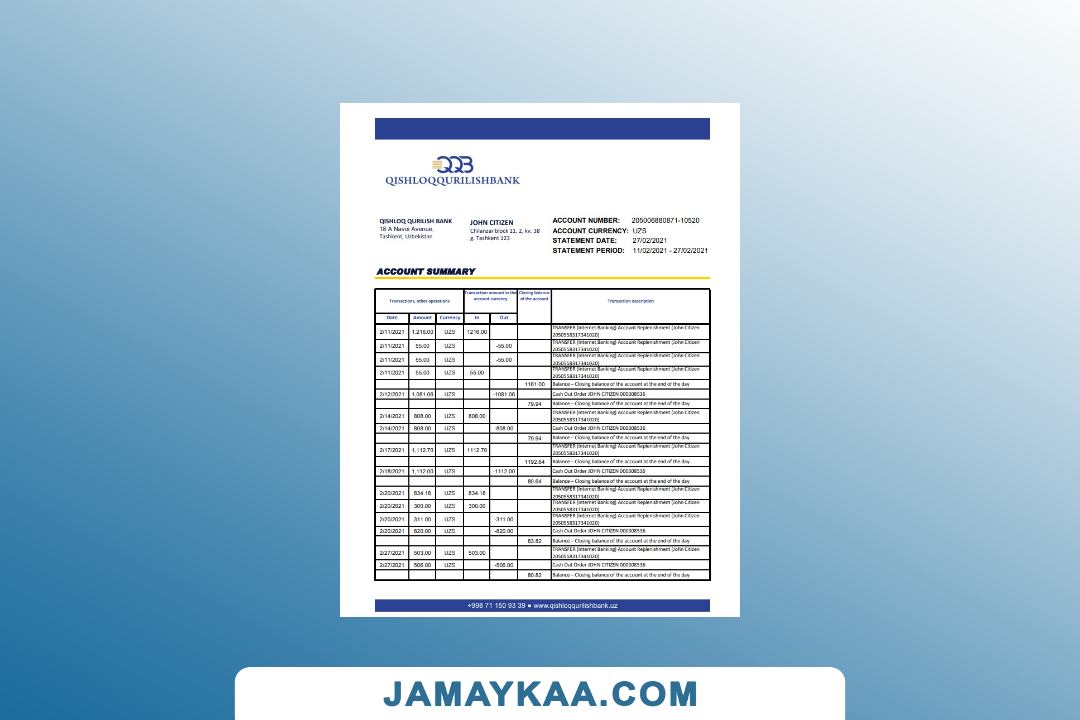 QQB
QISHLOQQURILISHBANK
QISHLOQ QURILISH BANK
18 A Navoi Avenue,
Tashkent, Uzbekistan
JOHN CITIZEN
Chilanzar block 11, 2, kv. 38
g. Tashkent 123
ACCOUNT NUMBER: 205006880871-10520
ACCOUNT CURRENCY: UZS
STATEMENT DATE: 27/02/2021
STATEMENT PERIOD: 11/02/2021 - 27/02/2021
ACCOUNT SUMMARY
Transactions, other operations
Transaction amount in the
account currency
Closing balance
of the account
Transaction description
Date Amount Currency In Out
2/11/2021 1,216.00 UZS 1216.00 TRANSFER (Internet Banking) Account Replenishment (John Citizen
2050558317341020)
2/11/2021 55.00 UZS -55.00 TRANSFER (Internet Banking) Account Replenishment (John Citizen
2050558317341020)
2/11/2021 55.00 UZS -55.00 TRANSFER (Internet Banking) Account Replenishment (John Citizen
2050558317341020)
2/11/2021 55.00 UZS 55.00 TRANSFER (Internet Banking) Account Replenishment (John Citizen
2050558317341020)
1161.00 Balance – Closing balance of the account at the end of the day
2/12/2021 1,081.06 UZS -1081.06 Cash Out Order JOHN CITIZEN 000308536
79.94 Balance – Closing balance of the account at the end of the day
2/14/2021 808.00 UZS 808.00 TRANSFER (Internet Banking) Account Replenishment (John Citizen
2050558317341020)
2/14/2021 808.00 UZS -808.00 Cash Out Order JOHN CITIZEN 000308536
79.94 Balance – Closing balance of the account at the end of the day
2/17/2021 1,112.70 UZS 1112.70 TRANSFER (Internet Banking) Account Replenishment (John Citizen
2050558317341020)
1192.64 Balance – Closing balance of the account at the end of the day
2/18/2021 1,112.00 UZS -1112.00 Cash Out Order JOHN CITIZEN 000308536
80.64 Balance – Closing balance of the account at the end of the day
2/20/2021 834.18 UZS 834.18 TRANSFER (Internet Banking) Account Replenishment (John Citizen
2050558317341020)
2/20/2021 300.00 UZS 300.00 TRANSFER (Internet Banking) Account Replenishment (John Citizen
2050558317341020)
2/20/2021 311.00 UZS -311.00 TRANSFER (Internet Banking) Account Replenishment (John Citizen
2050558317341020)
2/20/2021 820.00 UZS -820.00 Cash Out Order JOHN CITIZEN 000308536
83.82 Balance – Closing balance of the account at the end of the day
2/27/2021 503.00 UZS 503.00 TRANSFER (Internet Banking) Account Replenishment (John Citizen
2050558317341020)
2/27/2021 506.00 UZS -506.00 Cash Out Order JOHN CITIZEN 000308536
80.82 Balance – Closing balance of the account at the end of the day
+998 71 150 93 39 ● www.qishloqqurilishbank.uz
JAMAYKAA.COM